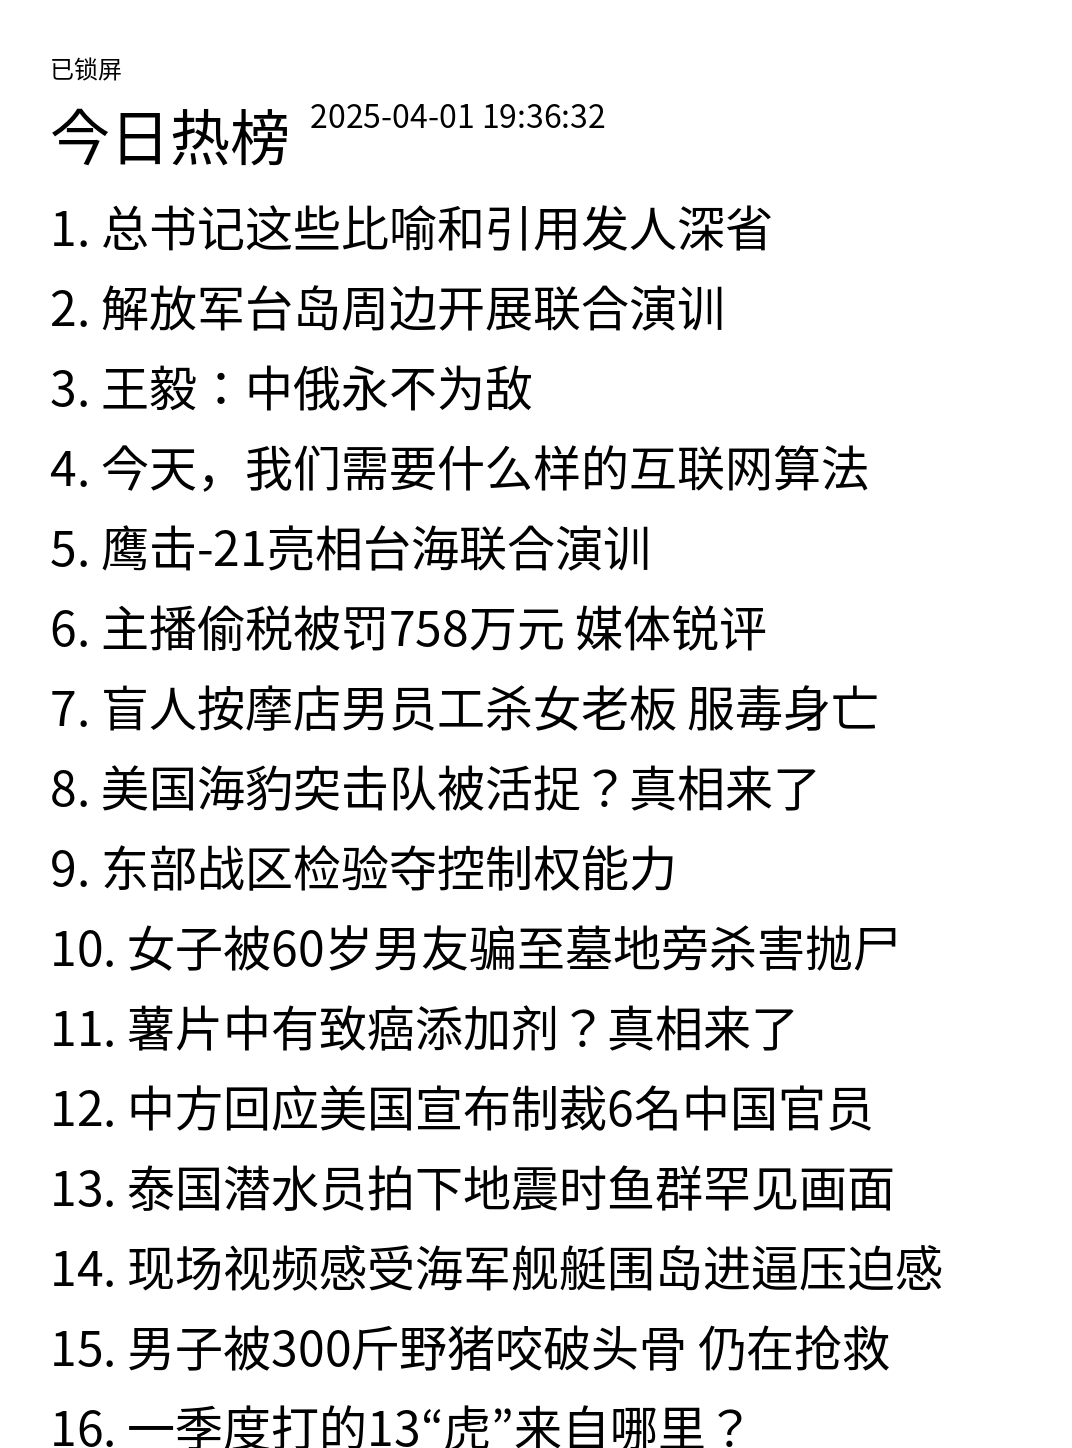 已锁屏
今日热榜 2025-04-01 19:36:32
1. 总书记这些比喻和引用发人深省
2. 解放军台岛周边开展联合演训
3. 王毅：中俄永不为敌
4. 今天，我们需要什么样的互联网算法
5. 鹰击-21亮相台海联合演训
6. 主播偷税被罚758万元 媒体锐评
7. 盲人按摩店男员工杀女老板 服毒身亡
8. 美国海豹突击队被活捉？真相来了
9. 东部战区检验夺控制权能力
10. 女子被60岁男友骗至墓地旁杀害抛尸
11. 薯片中有致癌添加剂？真相来了
12. 中方回应美国宣布制裁6名中国官员
13. 泰国潜水员拍下地震时鱼群罕见画面
14. 现场视频感受海军舰艇围岛进逼压迫感
15. 男子被300斤野猪咬破头骨 仍在抢救
16. 一季度打的13“虎”来自哪里？